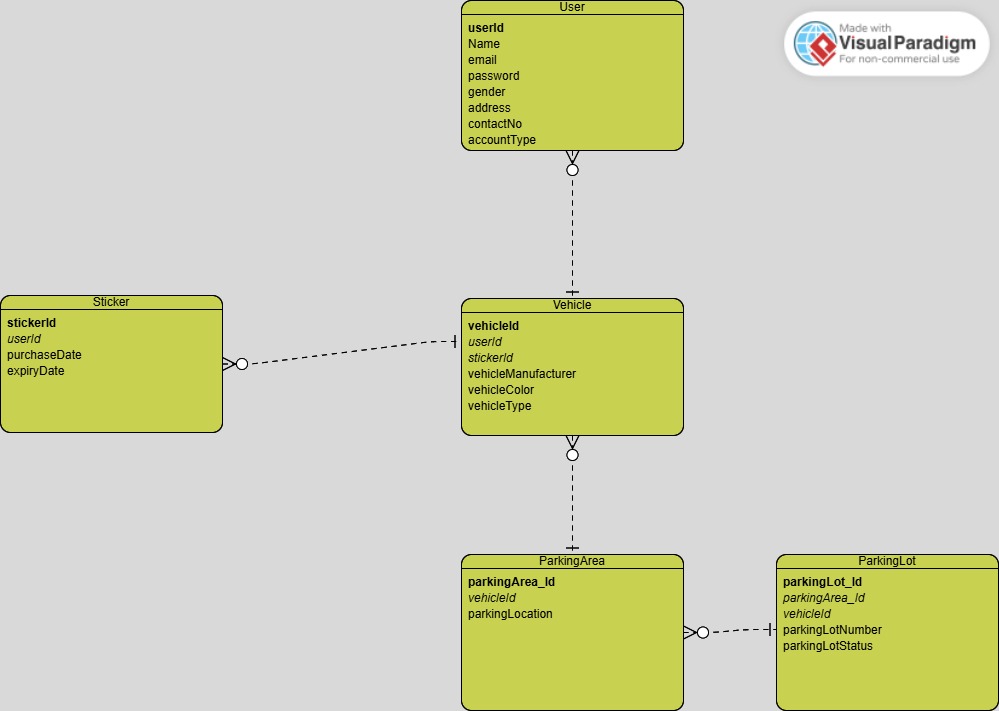 User
userId
Name
email
password
gender
address
contactNo
accountType
Made with
Visual Paradigm
For non-commercial use
Sticker
stickerId
userId
purchaseDate
expiryDate
Vehicle
vehicleId
userId
stickerId
vehicleManufacturer
vehicleColor
vehicleType
ParkingArea
parkingArea_Id
vehicleId
parkingLocation
ParkingLot
parkingLot_Id
parkingArea_Id
vehicleId
parkingLotNumber
parkingLotStatus